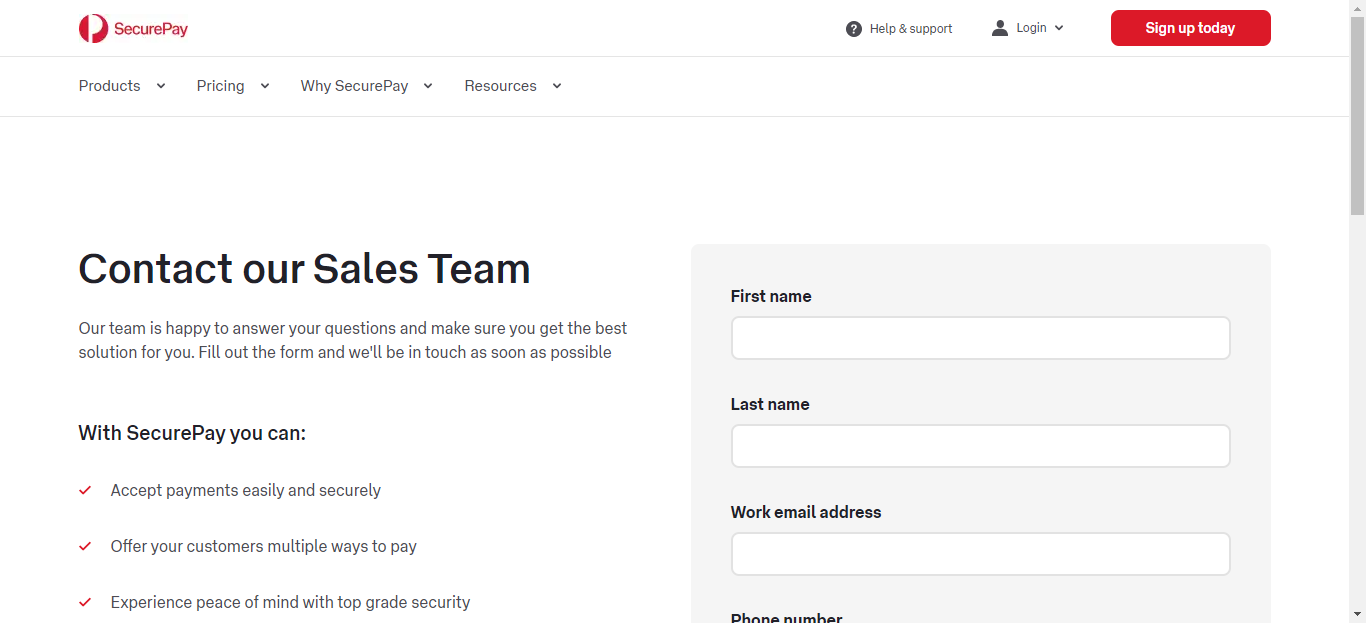 SecurePay
Help & support
Login
Sign up today
Products
Pricing
Why SecurePay
Resources
Contact our Sales Team
Our team is happy to answer your questions and make sure you get the best
solution for you. Fill out the form and we'll be in touch as soon as possible
With SecurePay you can:
Accept payments easily and securely
Offer your customers multiple ways to pay
Experience peace of mind with top grade security
First name
Last name
Work email address
Phone number